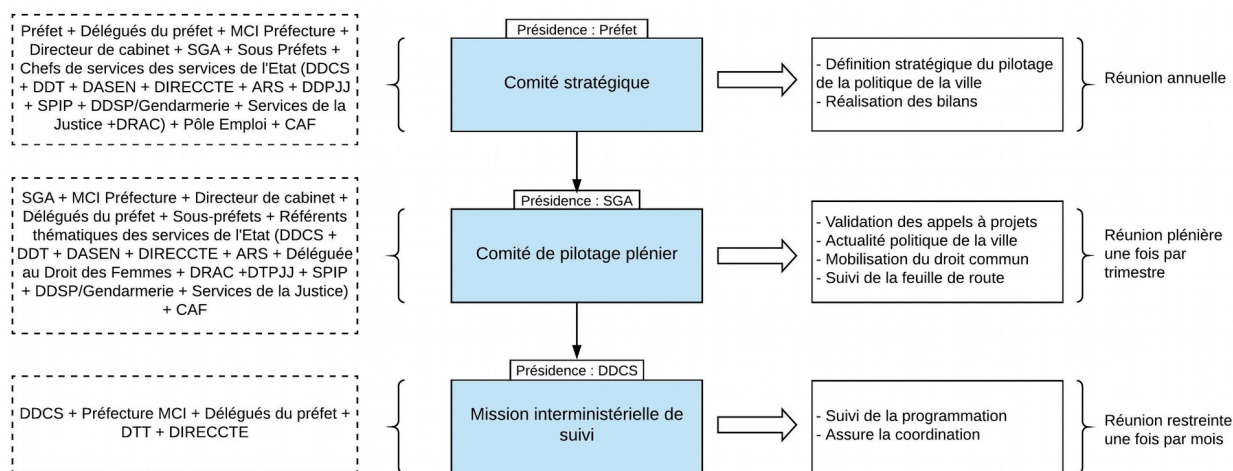 Préfet + Délégués du préfet + MCI Préfecture +
Directeur de cabinet + SGA + Sous Préfets +
Chefs de services des services de l'Etat (DDCS
+ DDT + DASEN + DIRECCTE + ARS + DDPJJ
+ SPIP + DDSP/Gendarmerie + Services de la
Justice +DRAC) + Pôle Emploi + CAF
Présidence : Préfet
Comité stratégique
- Définition stratégique du pilotage
de la politique de la ville
- Réalisation des bilans
Réunion annuelle
SGA + MCI Préfecture + Directeur de cabinet +
Délégués du préfet + Sous-préfets + Référents
thématiques des services de l'Etat (DDCS +
DDT + DASEN + DIRECCTE + ARS + Déléguée
au Droit des Femmes + DRAC +DTPJJ + SPIP
+ DDSP/Gendarmerie + Services de la Justice)
+ CAF
Présidence : SGA
Comité de pilotage plénier
- Validation des appels à projets
- Actualité politique de la ville
- Mobilisation du droit commun
- Suivi de la feuille de route
Réunion plénière
une fois par
trimestre
DDCS + Préfecture MCI + Délégués du préfet +
DTT + DIRECCTE
Présidence : DDCS
Mission interministérielle de
suivi
- Suivi de la programmation
- Assure la coordination
Réunion restreinte
une fois par mois